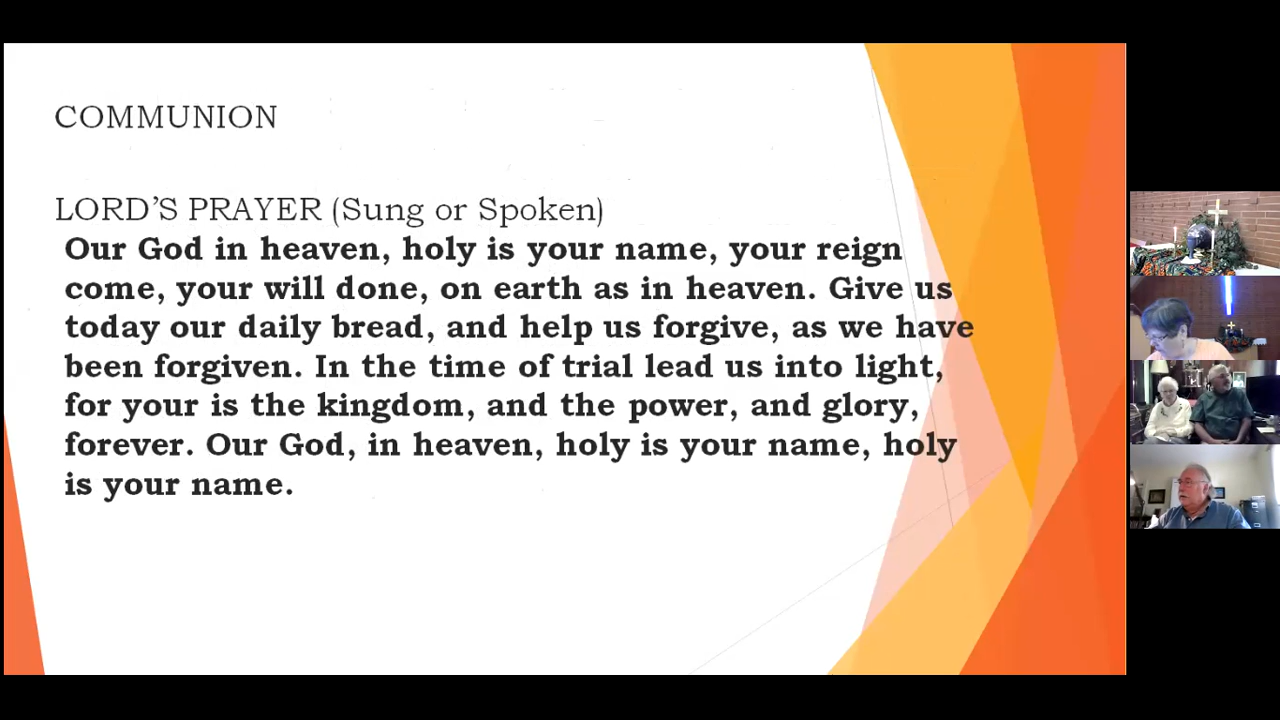 COMMUNION
LORD'S PRAYER (Sung or Spoken)
Our God in heaven, holy is your name, your reign
come, your will done, on earth as in heaven. Give us
today our daily bread, and help us forgive, as we have
been forgiven. In the time of trial lead us into light,
for your is the kingdom, and the power, and glory,
forever. Our God, in heaven, holy is your name, holy
is your name.